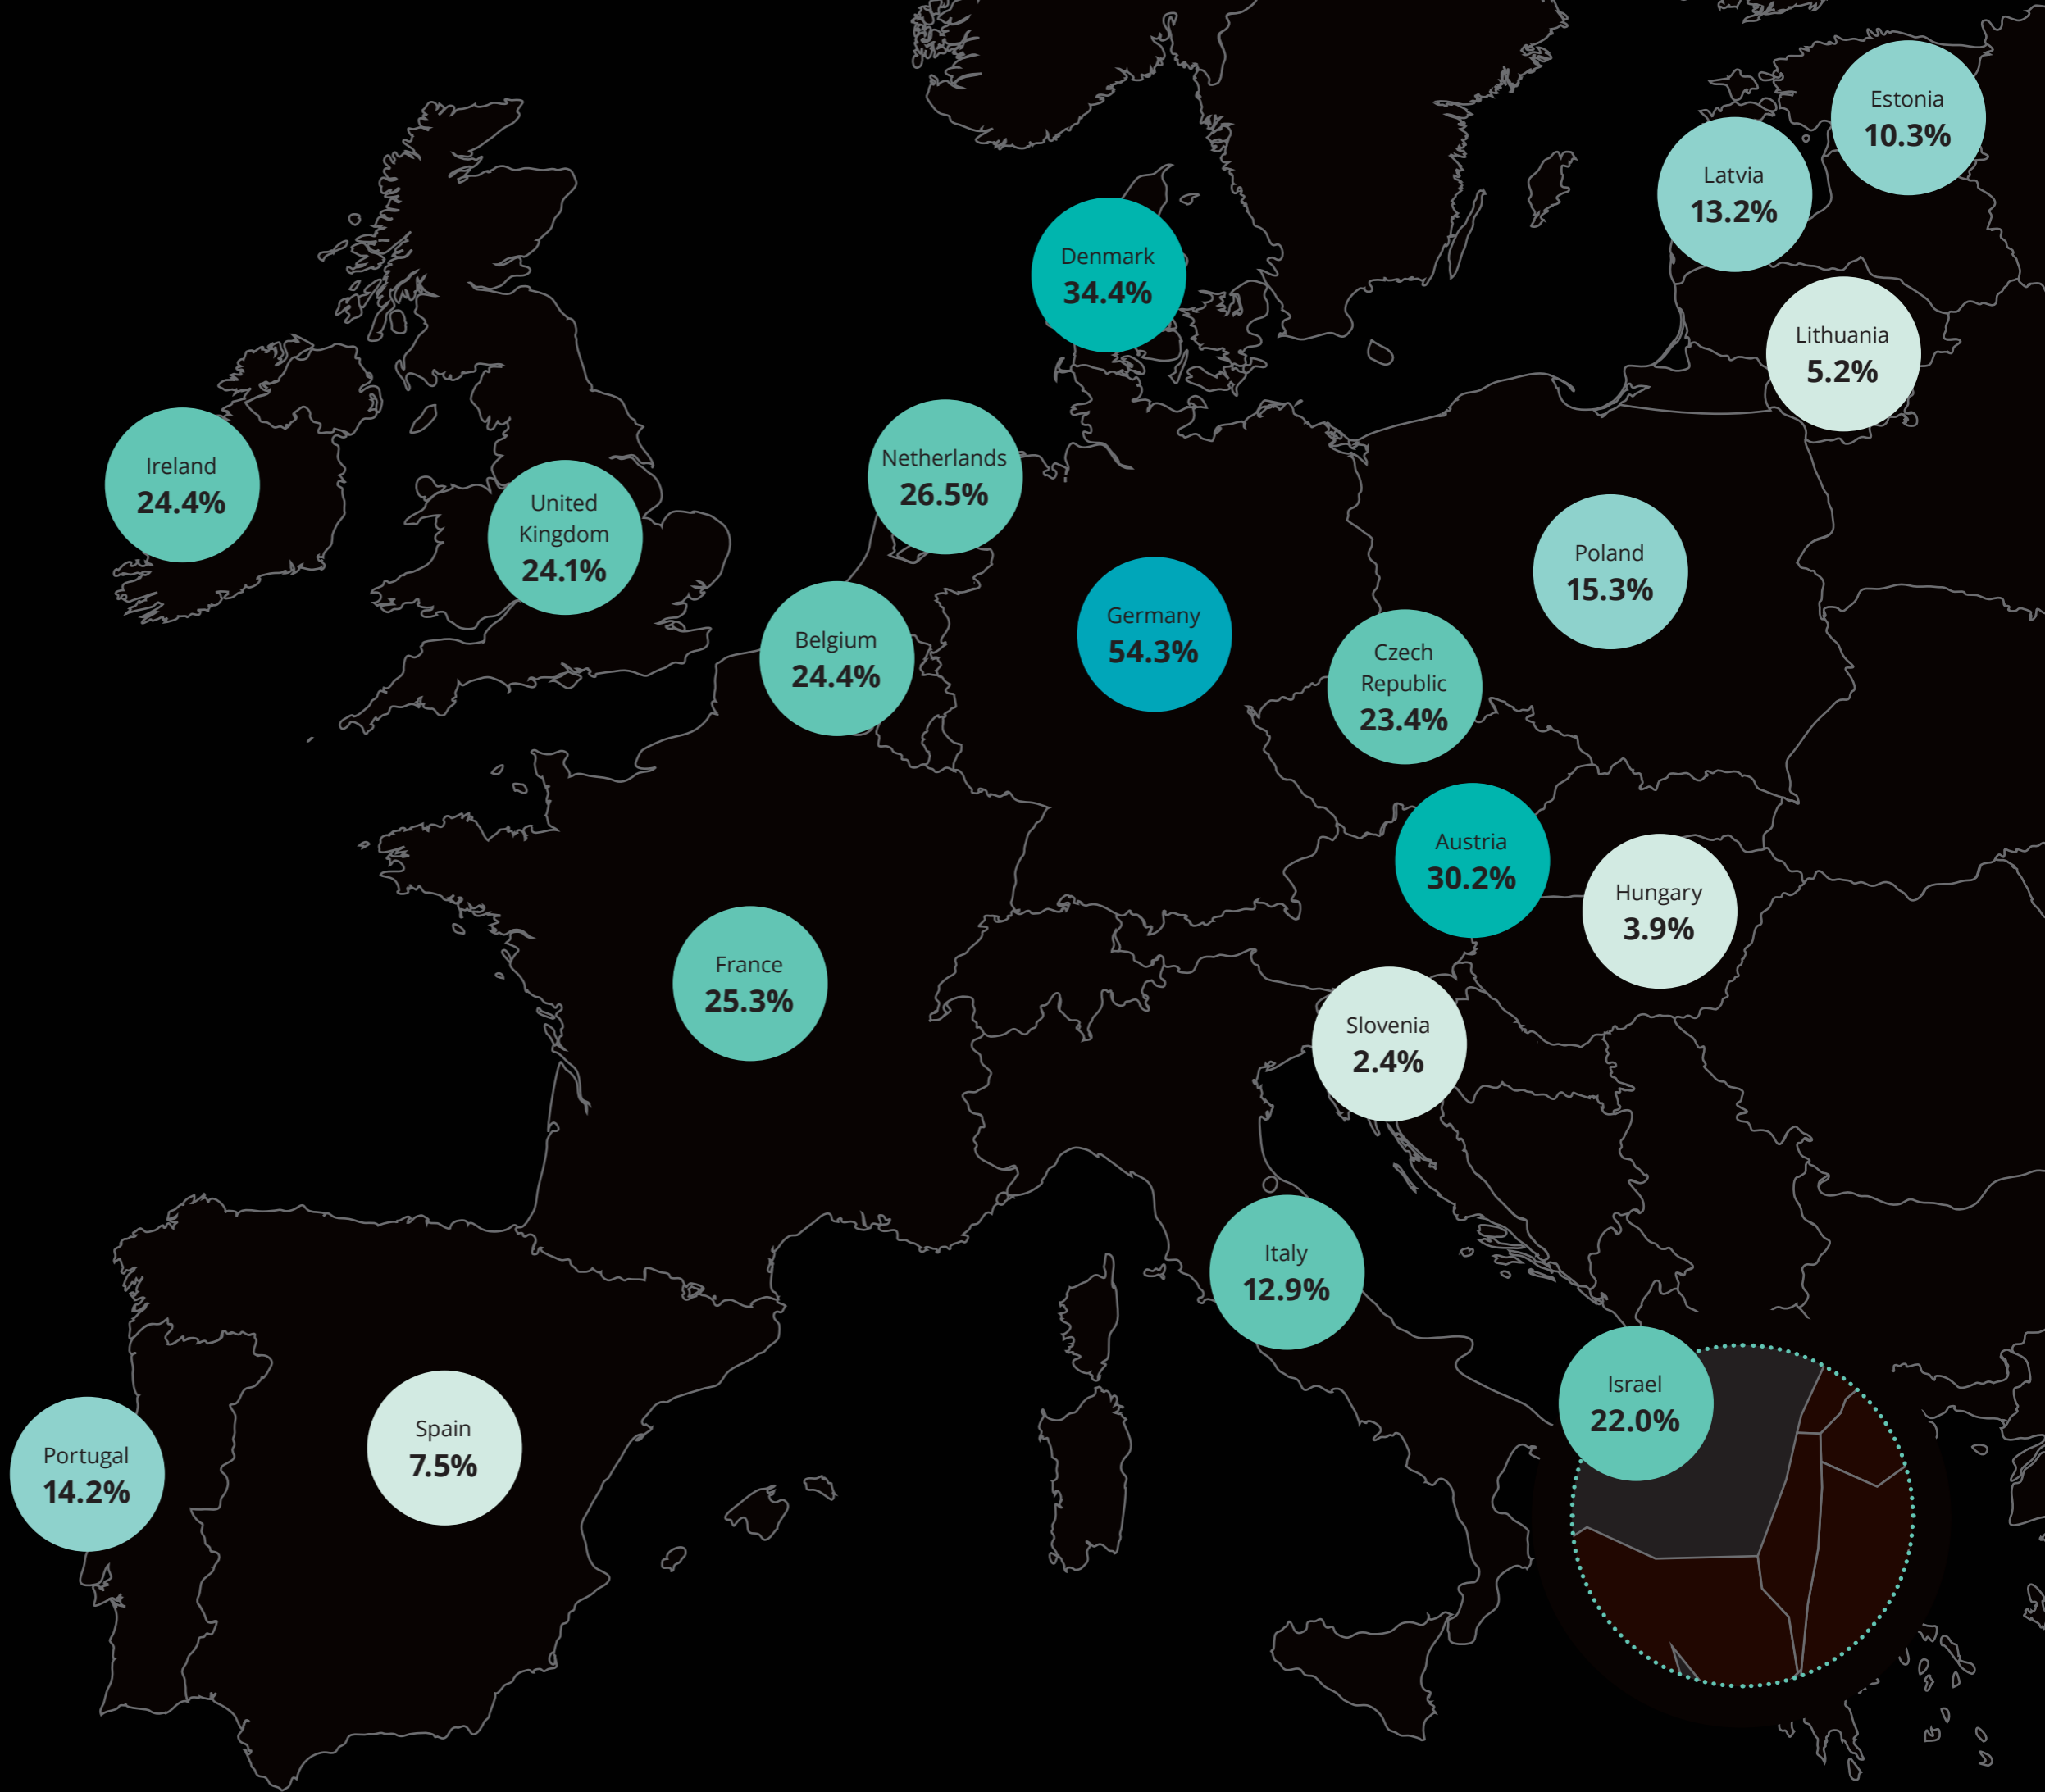 Estonia
10.3%
Latvia
13.2%
Denmark
34.4%
Lithuania
5.2%
Ireland
24.4%
Netherlands
26.5%
United
Kingdom
24.1%
Poland
15.3%
Germany
54.3%
Belgium
24.4%
Czech
Republic
23.4%
Austria
30.2%
Hungary
3.9%
France
25.3%
Slovenia
2.4%
Italy
12.9%
Israel
22.0%
Spain
7.5%
Portugal
14.2%